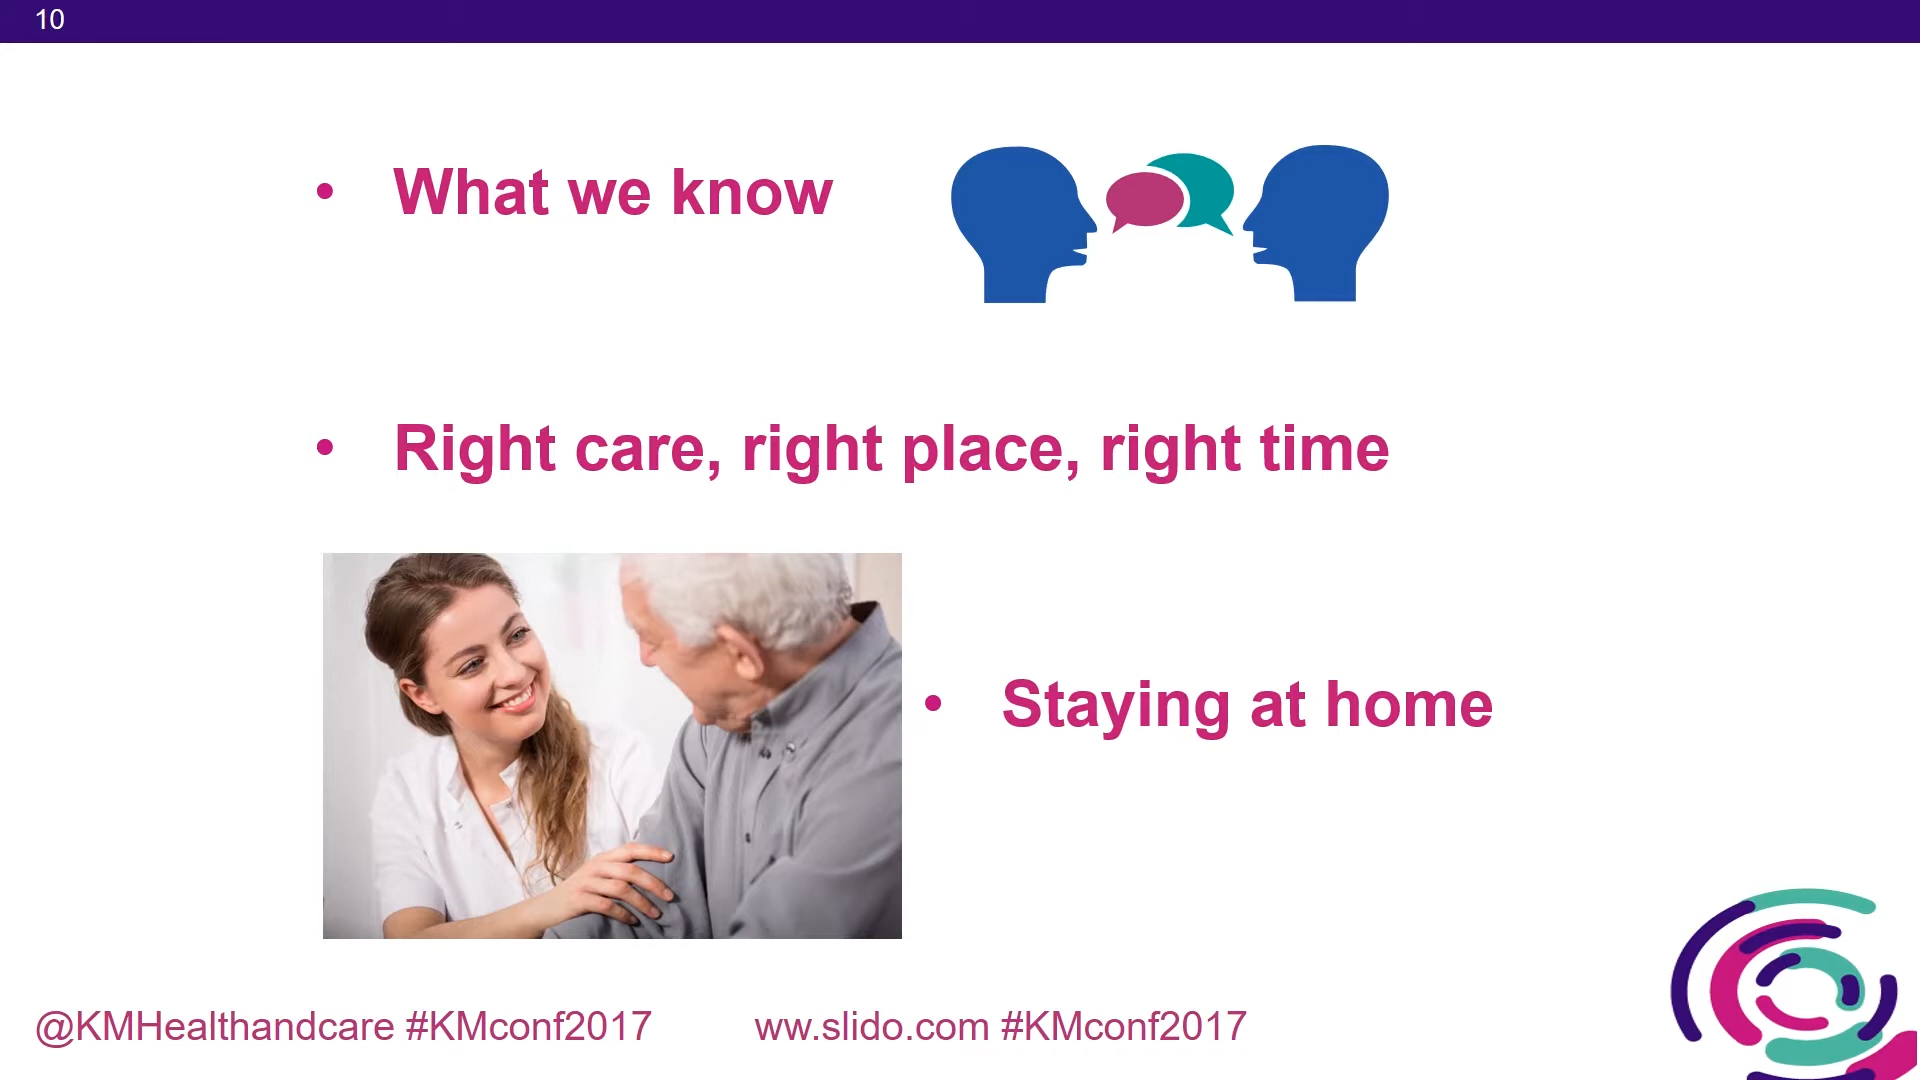 10
• What we know
• Right care, right place, right time
• Staying at home
@KMHealthandcare #KMconf2017 ww.slido.com #KMconf2017